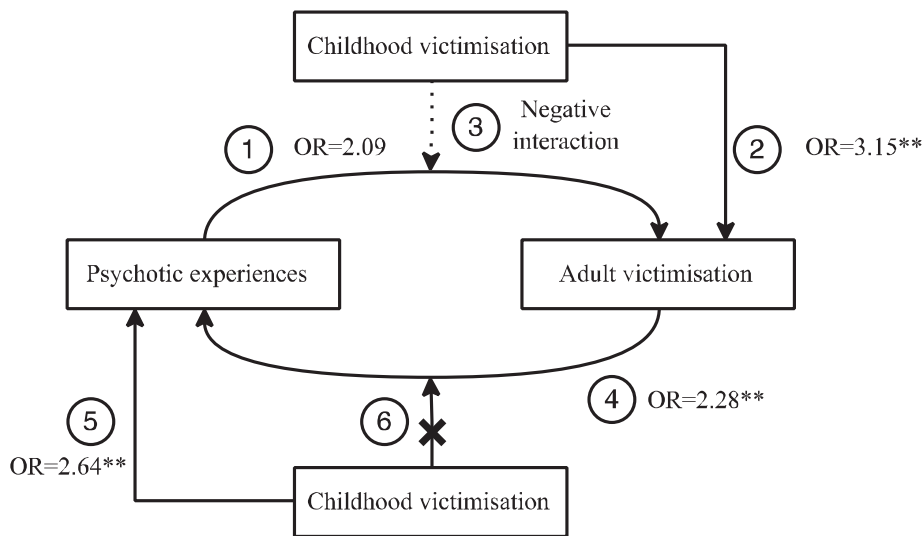 Childhood victimisation
3
Negative
interaction
1
OR=2.09
2
OR=3.15**
Psychotic experiences
Adult victimisation
4
OR=2.28**
5
OR=2.64**
6
Childhood victimisation